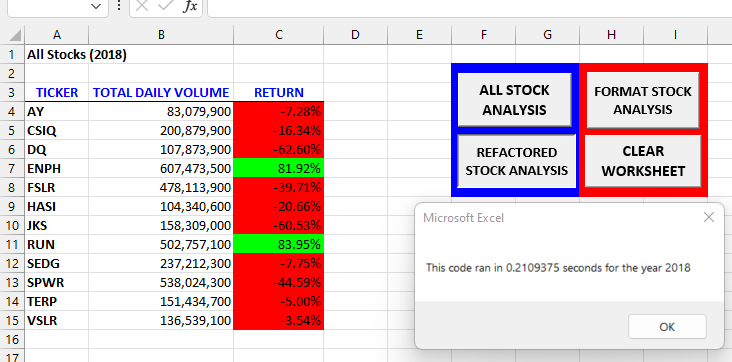 fx
A B C D E F G H I
1 All Stocks (2018)
2
3 TICKER TOTAL DAILY VOLUME RETURN
4 AY 83,079,900 -7.28%
5 CSIQ 200,879,900 -16.34%
6 DQ 107,873,900 -62.60%
7 ENPH 607,473,500 81.92%
8 FSLR 478,113,900 -39.71%
9 HASI 104,340,600 -20.66%
10 JKS 158,309,000 -60.53%
11 RUN 502,757,100 83.95%
12 SEDG 237,212,300 -7.75%
13 SPWR 538,024,300 -44.59%
14 TERP 151,434,700 -5.00%
15 VSLR 136,539,100 -3.54%
16
17
ALL STOCK
ANALYSIS
FORMAT STOCK
ANALYSIS
REFACTORED
STOCK ANALYSIS
CLEAR
WORKSHEET
Microsoft Excel
This code ran in 0.2109375 seconds for the year 2018
OK